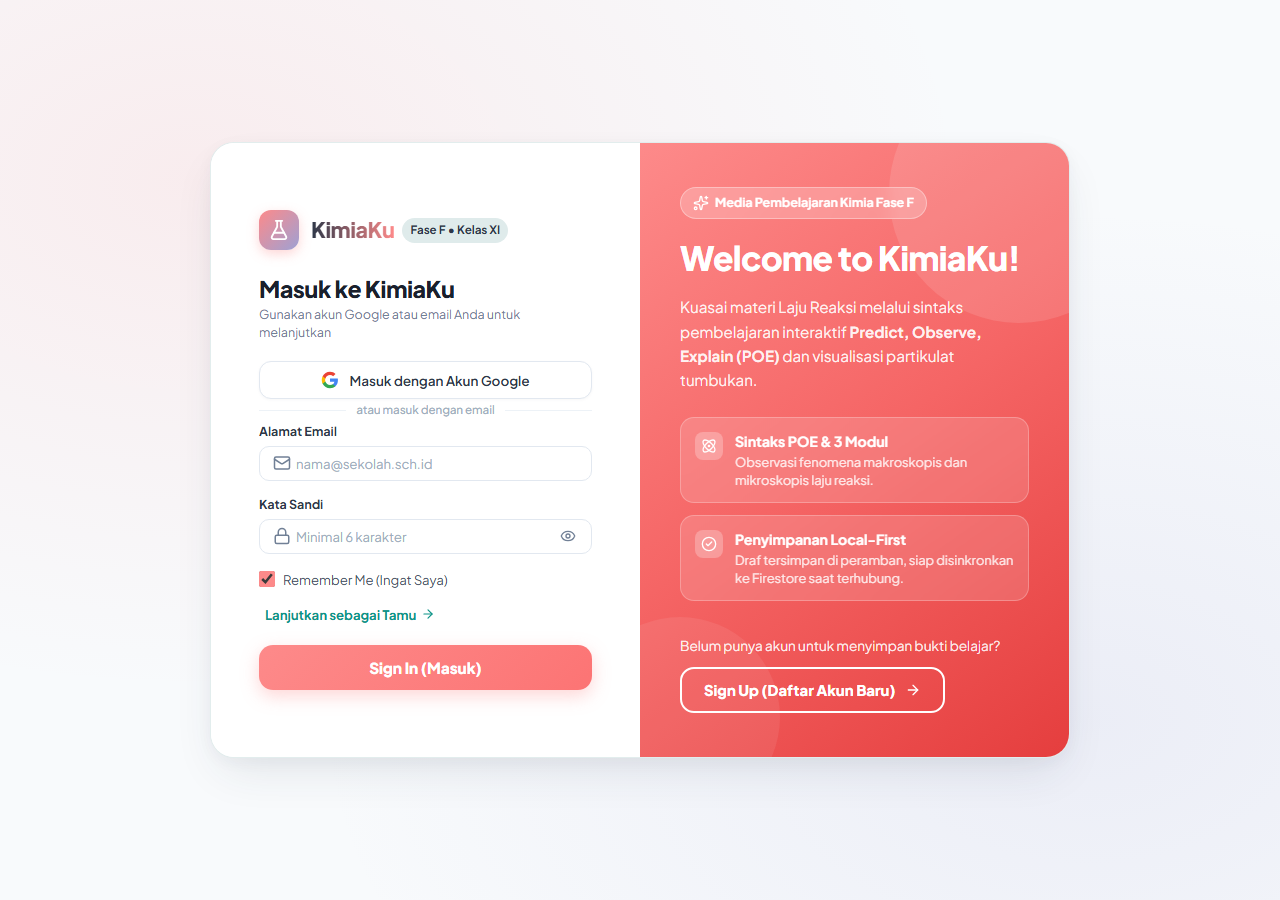 KimiaKu
Fase F • Kelas XI
Masuk ke KimiaKu
Gunakan akun Google atau email Anda untuk
melanjutkan
Masuk dengan Akun Google
atau masuk dengan email
Alamat Email
nama@sekolah.sch.id
Kata Sandi
Minimal 6 karakter
Remember Me (Ingat Saya)
Lanjutkan sebagai Tamu
Sign In (Masuk)
Media Pembelajaran Kimia Fase F
Welcome to KimiaKu!
Kuasai materi Laju Reaksi melalui sintaks
pembelajaran interaktif Predict, Observe,
Explain (POE) dan visualisasi partikulat
tumbukan.
Sintaks POE & 3 Modul
Observasi fenomena makroskopis dan
mikroskopis laju reaksi.
Penyimpanan Local-First
Draf tersimpan di peramban, siap disinkronkan
ke Firestore saat terhubung.
Belum punya akun untuk menyimpan bukti belajar?
Sign Up (Daftar Akun Baru)